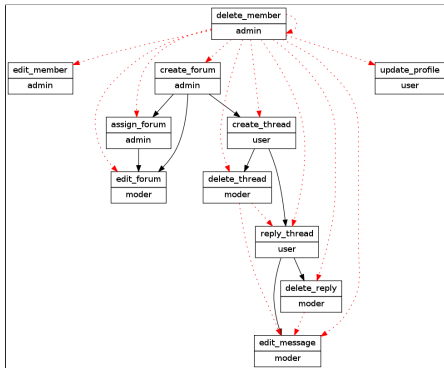 delete_member
admin
edit_member
admin
create_forum
admin
update_profile
user
assign_forum
admin
create_thread
user
edit_forum
moder
delete_thread
moder
reply_thread
user
delete_reply
moder
edit_message
moder